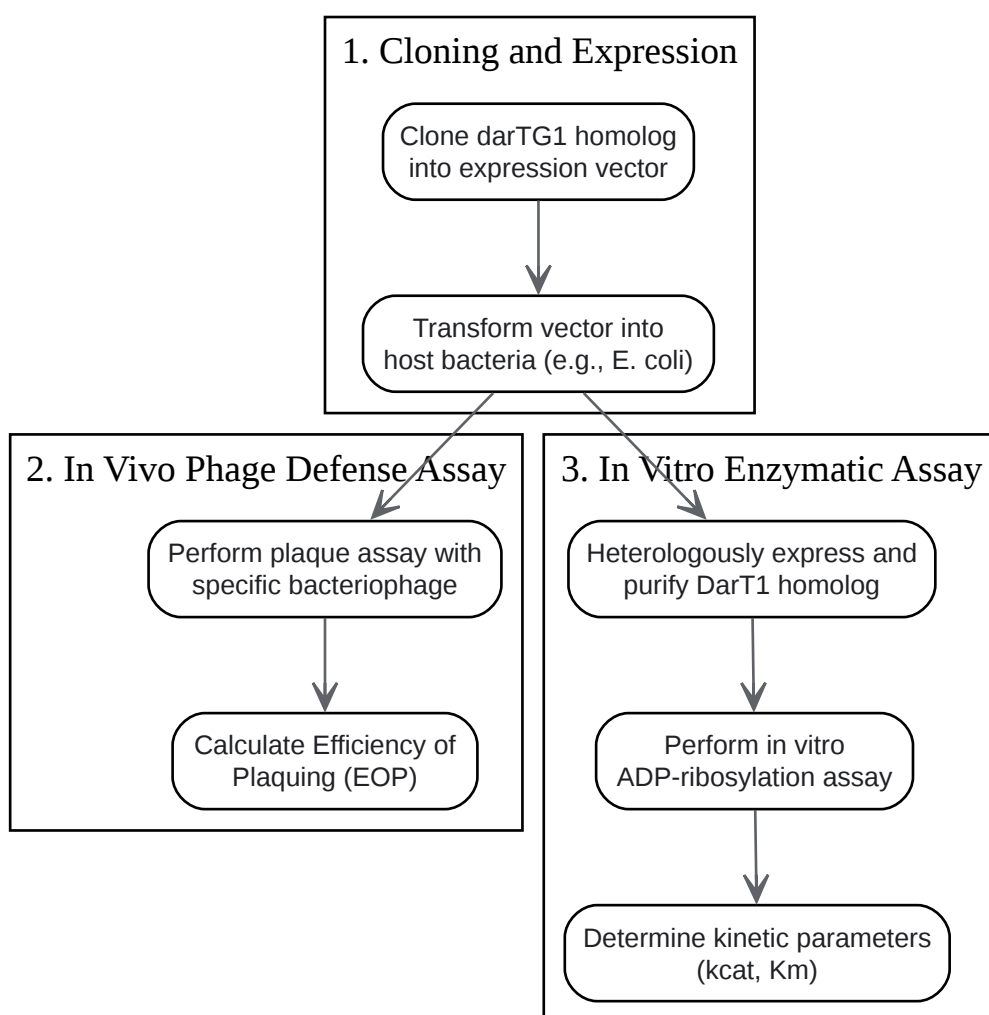 1. Cloning and Expression
Clone darTG1 homolog
into expression vector
Transform vector into
host bacteria (e.g., E. coli)
2. In Vivo Phage Defense Assay
Perform plaque assay with
specific bacteriophage
Calculate Efficiency of
Plaquing (EOP)
3. In Vitro Enzymatic Assay
Heterologously express and
purify DarT1 homolog
Perform in vitro
ADP-ribosylation assay
Determine kinetic parameters
(kcat, Km)